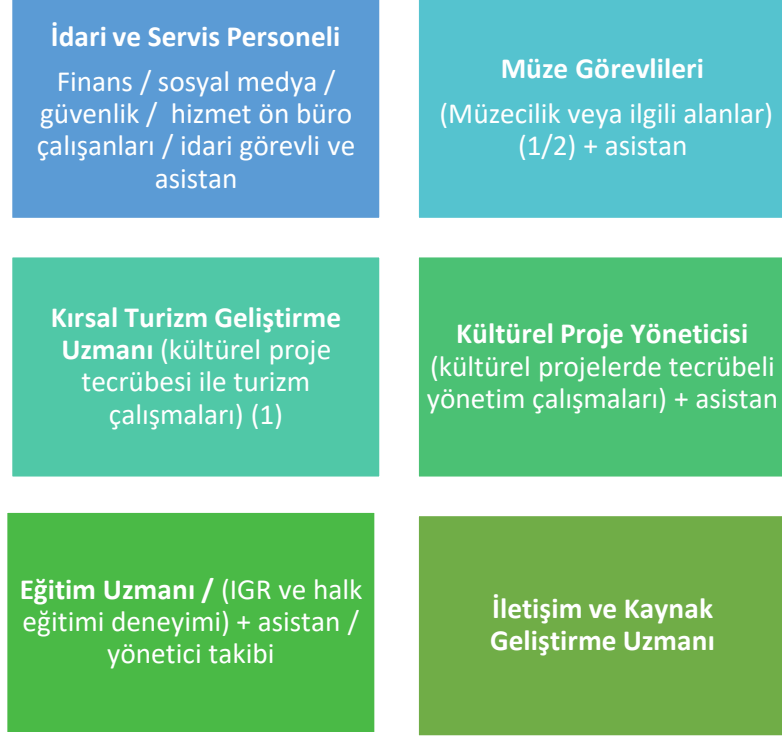 İdari ve Servis Personeli
Finans / sosyal medya /
güvenlik /  hizmet ön büro
çalışanları / idari görevli ve
asistan
Müze Görevlileri
(Müzecilik veya ilgili alanlar)
(1/2) + asistan
Kırsal Turizm Geliştirme
Uzmanı (kültürel proje
tecrübesi ile turizm
çalışmaları) (1)
Kültürel Proje Yöneticisi
(kültürel projelerde tecrübeli
yönetim çalışmaları) + asistan
Eğitim Uzmanı / (IGR ve halk
eğitimi deneyimi) + asistan /
yönetici takibi
İletişim ve Kaynak
Geliştirme Uzmanı